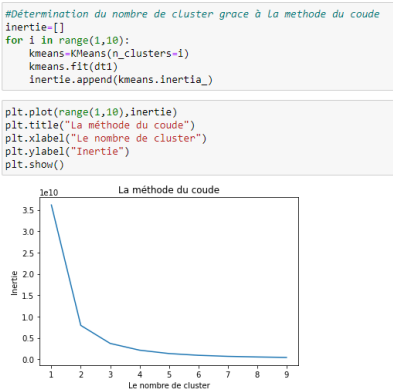 #Détermination du nombre de cluster grace à la methode du coude
inertie=[]
for i in range(1,10):
    kmeans=KMeans(n_clusters=i)
    kmeans.fit(dt1)
    inertie.append(kmeans.inertia_)
plt.plot(range(1,10),inertie)
plt.title("La méthode du coude")
plt.xlabel("Le nombre de cluster")
plt.ylabel("Inertie")
plt.show()
La méthode du coude
1e10
3.5
3.0
2.5
2.0
1.5
1.0
0.5
0.0
Inertie
1 2 3 4 5 6 7 8 9
Le nombre de cluster